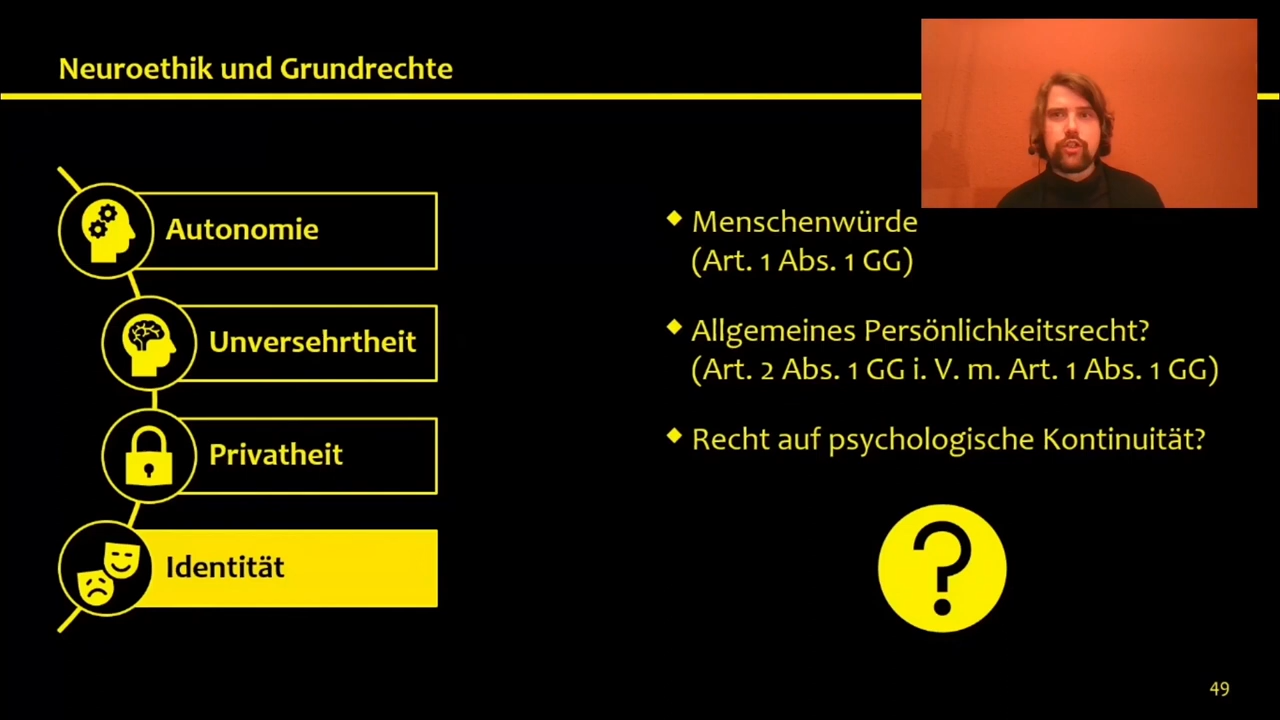 Neuroethik und Grundrechte
Autonomie
Unversehrtheit
Privatheit
Identität
Menschenwürde
(Art. 1 Abs. 1 GG)
Allgemeines Persönlichkeitsrecht?
(Art. 2 Abs. 1 GG i. V. m. Art. 1 Abs. 1 GG)
Recht auf psychologische Kontinuität?
?
49